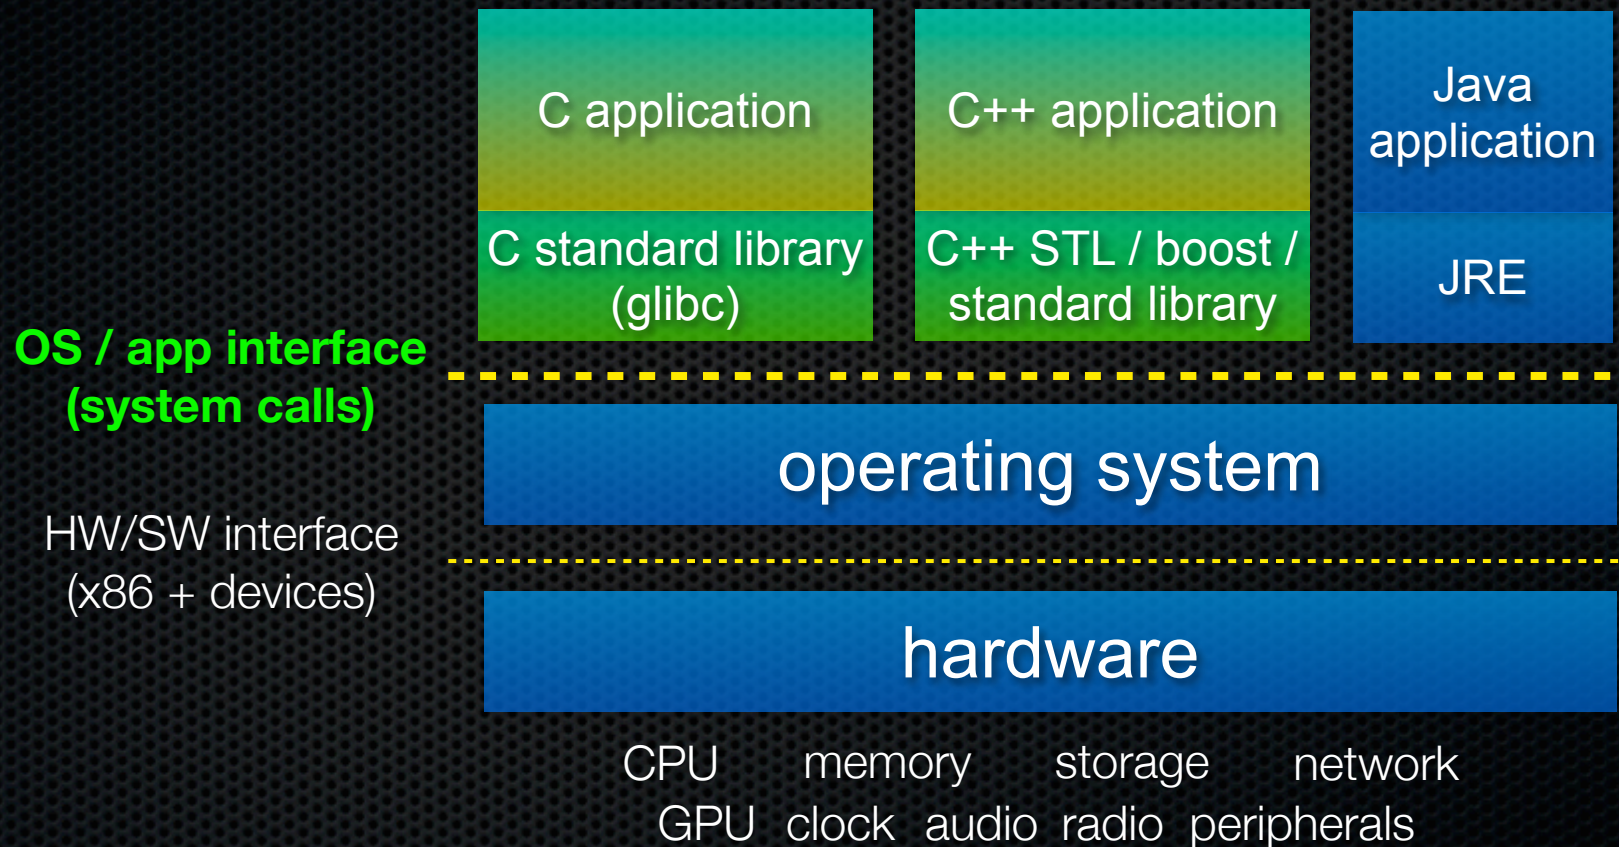 C application
C++ application
Java
application
C standard library
(glibc)
C++ STL / boost /
standard library
JRE
OS / app interface
(system calls)
operating system
HW/SW interface
(x86 + devices)
hardware
CPU memory storage network
GPU clock audio radio peripherals